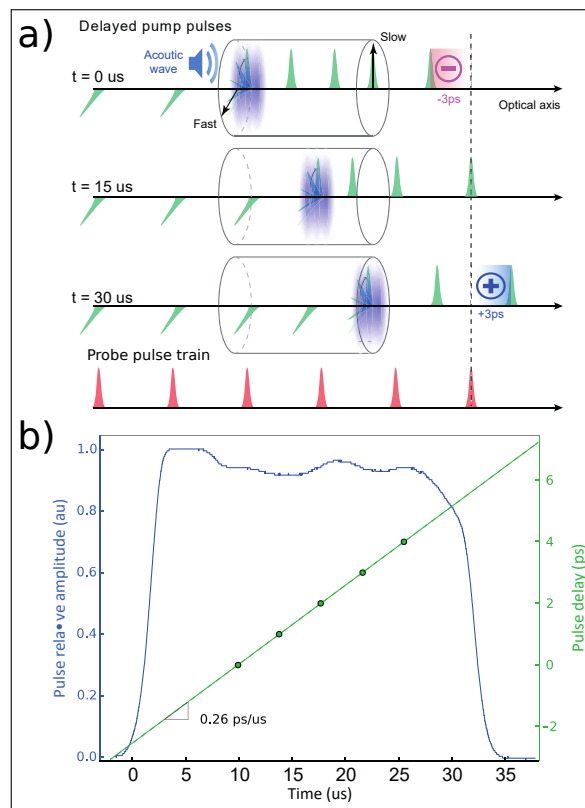 a)
Delayed pump pulses
Acoutic
wave
Slow
t = 0 us
-3ps
Optical axis
Fast
t = 15 us
t = 30 us
+3ps
Probe pulse train
b)
1.0
0.8
0.6
0.4
0.2
0.0
Pulse rela•ve amplitude (au)
6
4
2
0
-2
Pulse delay (ps)
0.26 ps/us
0 5 10 15 20 25 30 35
Time (us)